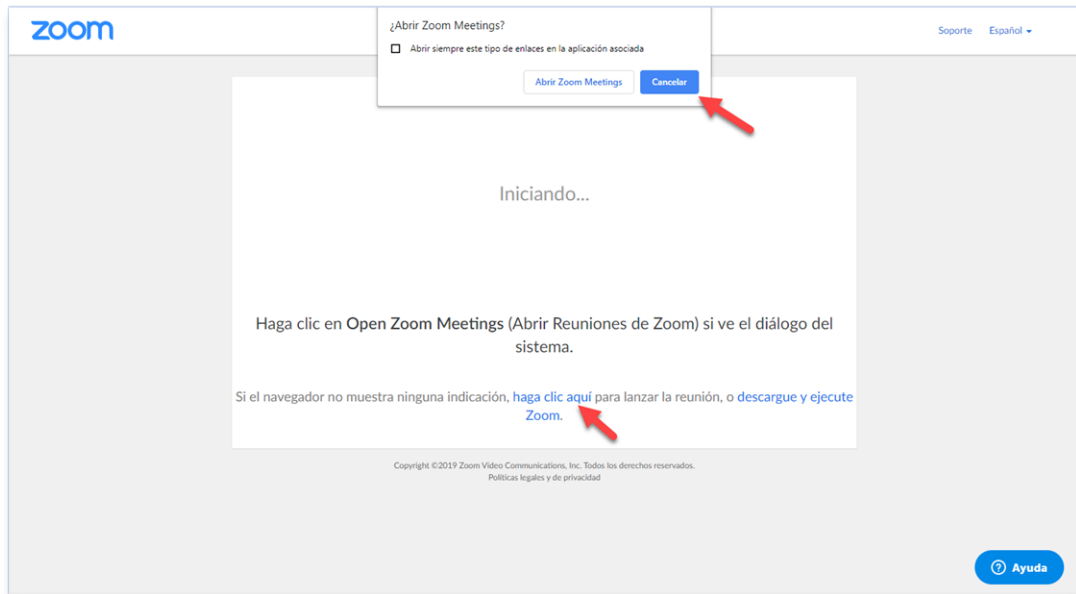 zoom
¿Abrir Zoom Meetings?
Abrir siempre este tipo de enlaces en la aplicación asociada
Abrir Zoom Meetings
Cancelar
Soporte
Español
Iniciando...
Haga clic en Open Zoom Meetings (Abrir Reuniones de Zoom) si ve el diálogo del
sistema.
Si el navegador no muestra ninguna indicación, haga clic aquí para lanzar la reunión, o descargue y ejecute
Zoom.
Copyright ©2019 Zoom Video Communications, Inc. Todos los derechos reservados.
Políticas legales y de privacidad
Ayuda